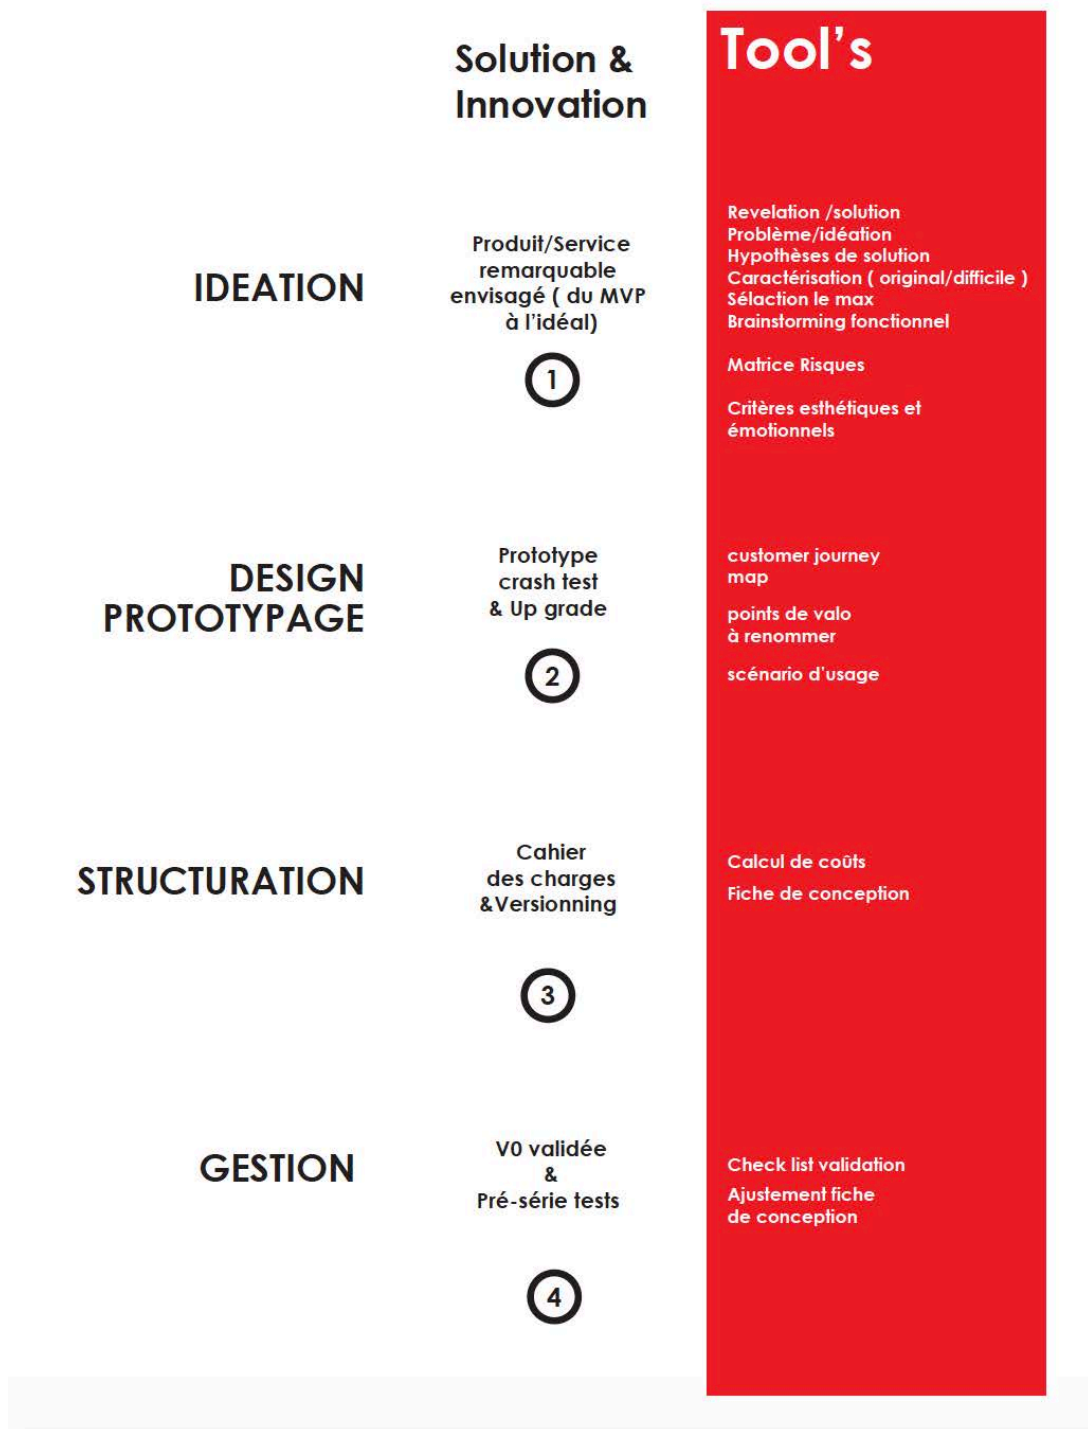 Solution &
Innovation
Tool's
IDEATION
Produit/Service
remarquable
envisagé ( du MVP
à l'idéal)
1
Revelation /solution
Problème/idéation
Hypothèses de solution
Caractérisation ( original/difficile )
Sélaction le max
Brainstorming fonctionnel
Matrice Risques
Critères esthétiques et
émotionnels
DESIGN
PROTOTYPAGE
Prototype
crash test
& Up grade
2
customer journey
map
points de valo
à renommer
scénario d'usage
STRUCTURATION
Cahier
des charges
&Versionning
3
Calcul de coûts
Fiche de conception
GESTION
V0 validée
&
Pré-série tests
4
Check list validation
Ajustement fiche
de conception